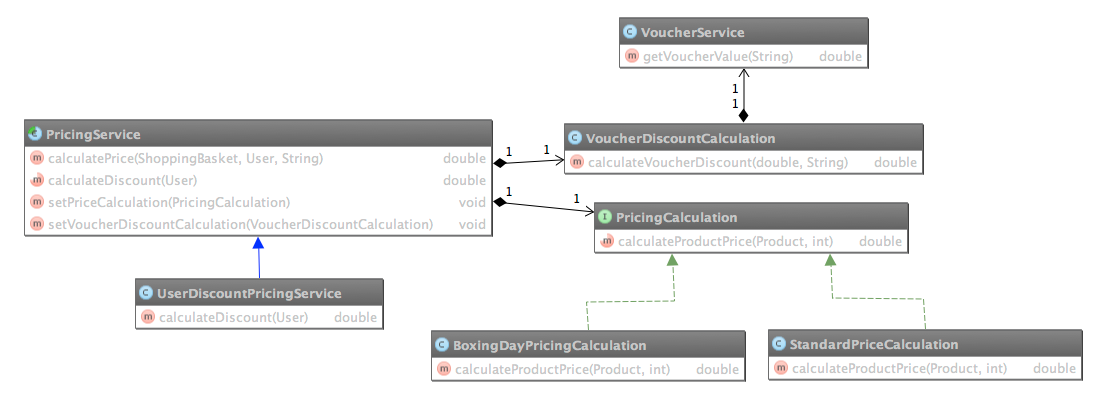 VoucherService
getVoucherValue(String) double
1
1
PricingService
calculatePrice(ShoppingBasket, User, String) double
calculateDiscount(User) double
setPriceCalculation(PricingCalculation) void
setVoucherDiscountCalculation(VoucherDiscountCalculation) void
1 1
VoucherDiscountCalculation
calculateVoucherDiscount(double, String) double
1 1
PricingCalculation
calculateProductPrice(Product, int) double
UserDiscountPricingService
calculateDiscount(User) double
BoxingDayPricingCalculation
calculateProductPrice(Product, int) double
StandardPriceCalculation
calculateProductPrice(Product, int) double